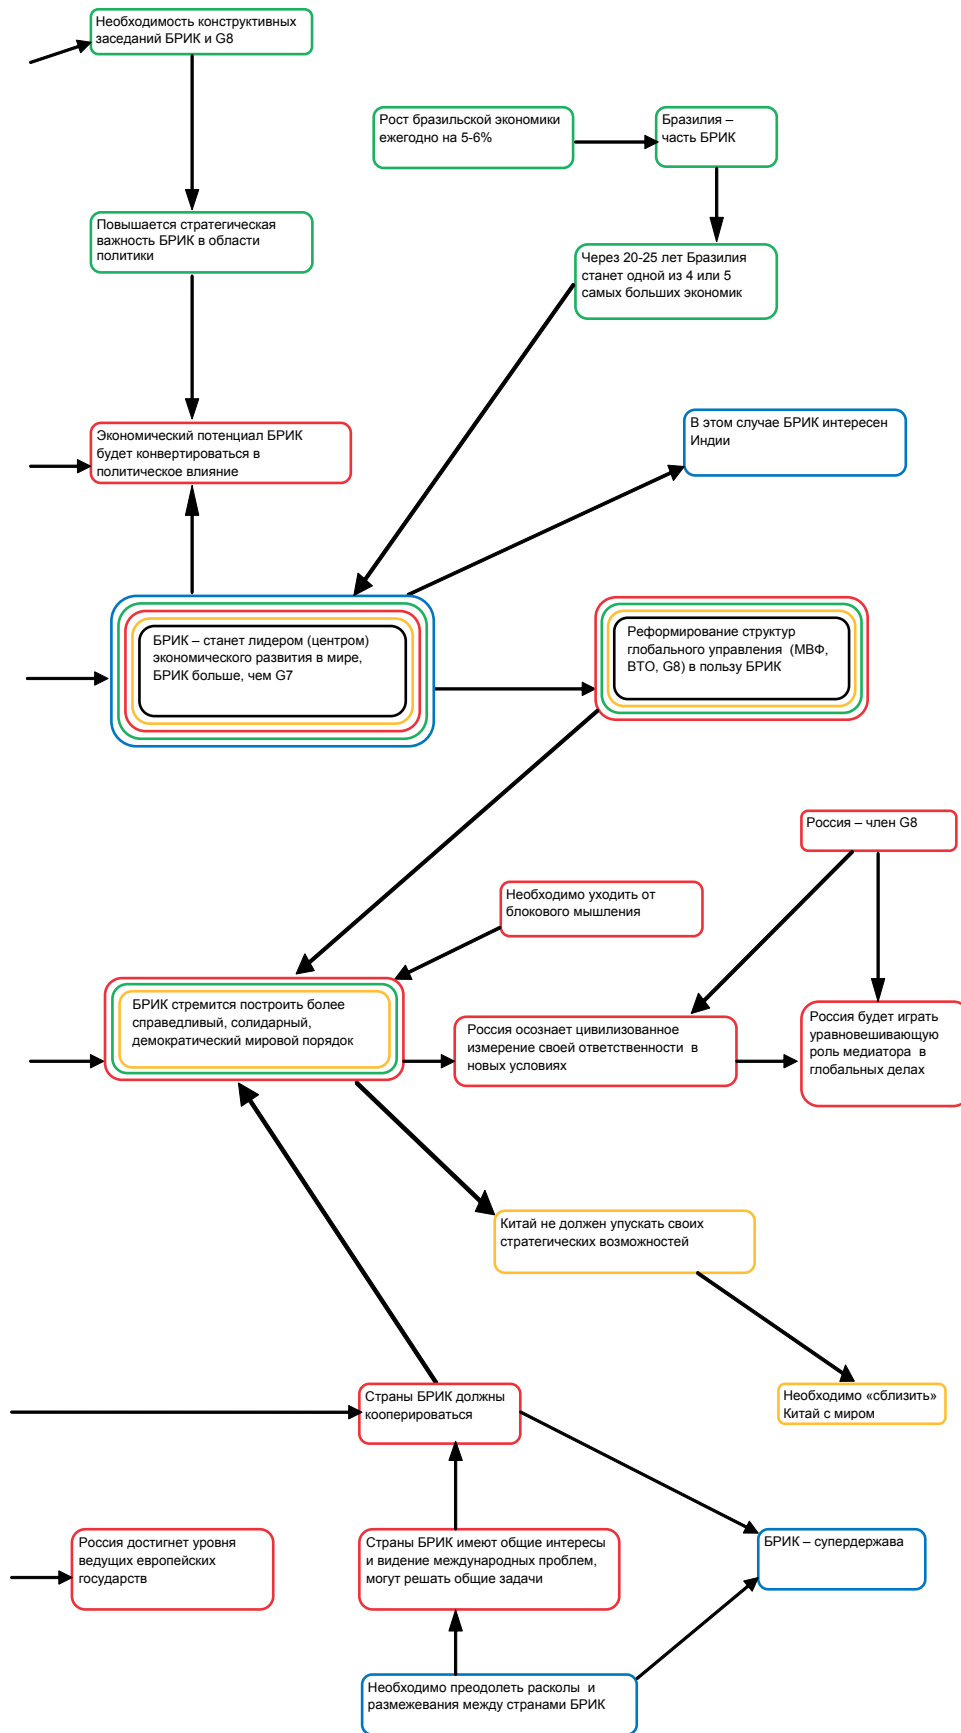 Необходимость конструктивных
заседаний БРИК и G8
Рост бразильской экономики
ежегодно на 5-6%
Бразилия –
часть БРИК
Повышается стратегическая
важность БРИК в области
политики
Через 20-25 лет Бразилия
станет одной из 4 или 5
самых больших экономик
Экономический потенциал БРИК
будет конвертироваться в
политическое влияние
В этом случае БРИК интересен
Индии
БРИК – станет лидером (центром)
экономического развития в мире,
БРИК больше, чем G7
Реформирование структур
глобального управления (МВФ,
ВТО, G8) в пользу БРИК
Россия – член G8
Необходимо уходить от
блокового мышления
БРИК стремится построить более
справедливый, солидарный,
демократический мировой порядок
Россия осознает цивилизованное
измерение своей ответственности в
новых условиях
Россия будет играть
уравновешивающую
роль медиатора в
глобальных делах
Китай не должен упускать своих
стратегических возможностей
Необходимо «сблизить»
Китай с миром
Страны БРИК должны
кооперироваться
Россия достигнет уровня
ведущих европейских
государств
Страны БРИК имеют общие интересы
и видение международных проблем,
могут решать общие задачи
БРИК – супердержава
Необходимо преодолеть расколы и
размежевания между странами БРИК